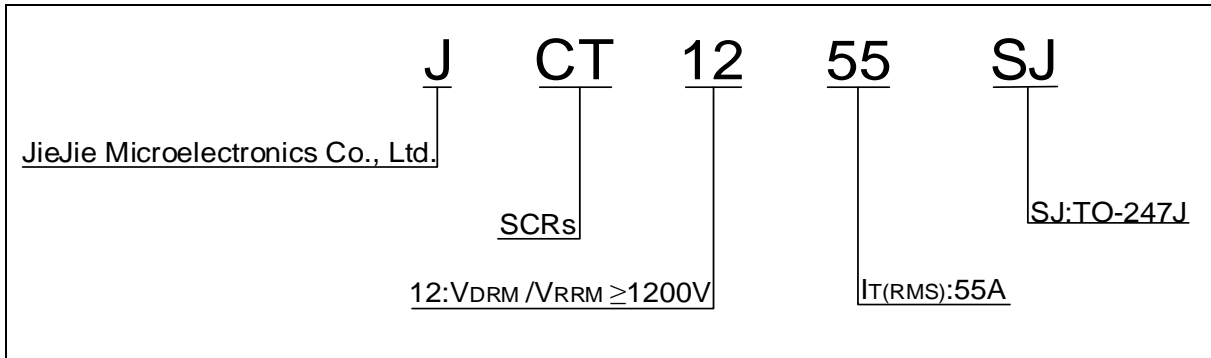 J CT 12 55 SJ
JieJie Microelectronics Co., Ltd.
SJ:TO-247J
SCRs
12:VDRM /VRRM ≥1200V
IT(RMS):55A